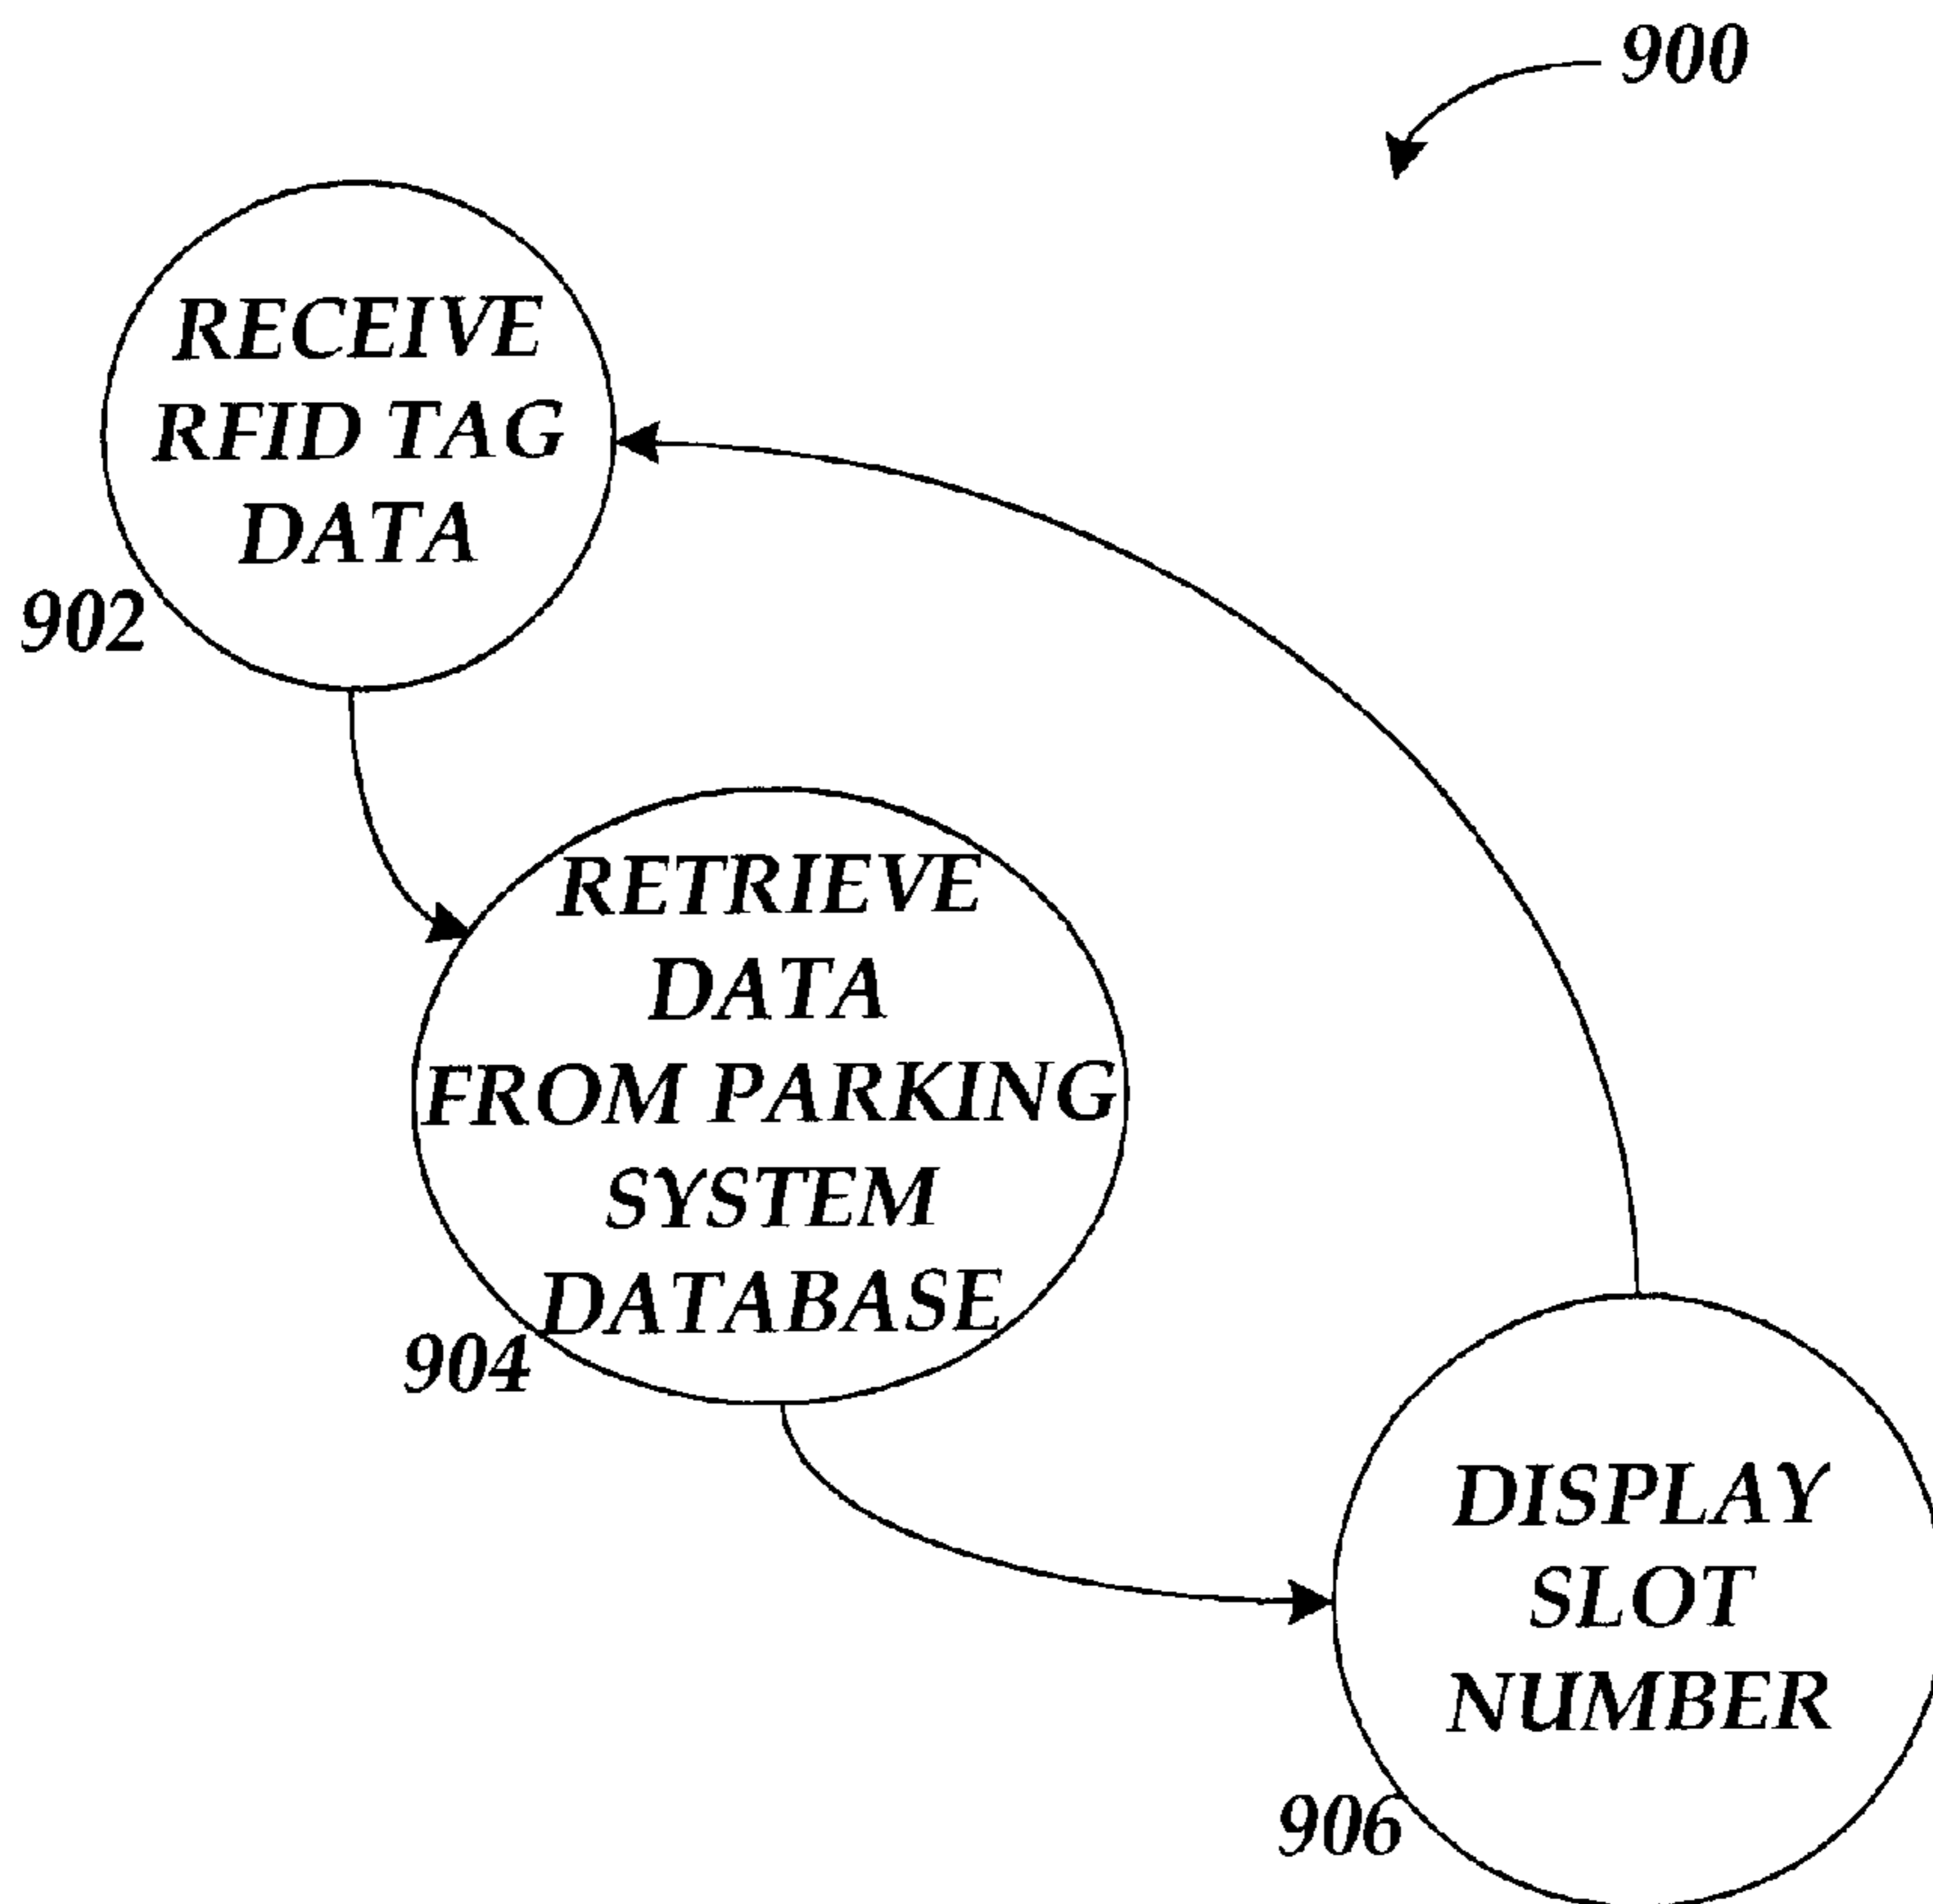 900
RECEIVE
RFID TAG
DATA
902
RETRIEVE
DATA
FROM PARKING
SYSTEM
DATABASE
904
DISPLAY
SLOT
NUMBER
906